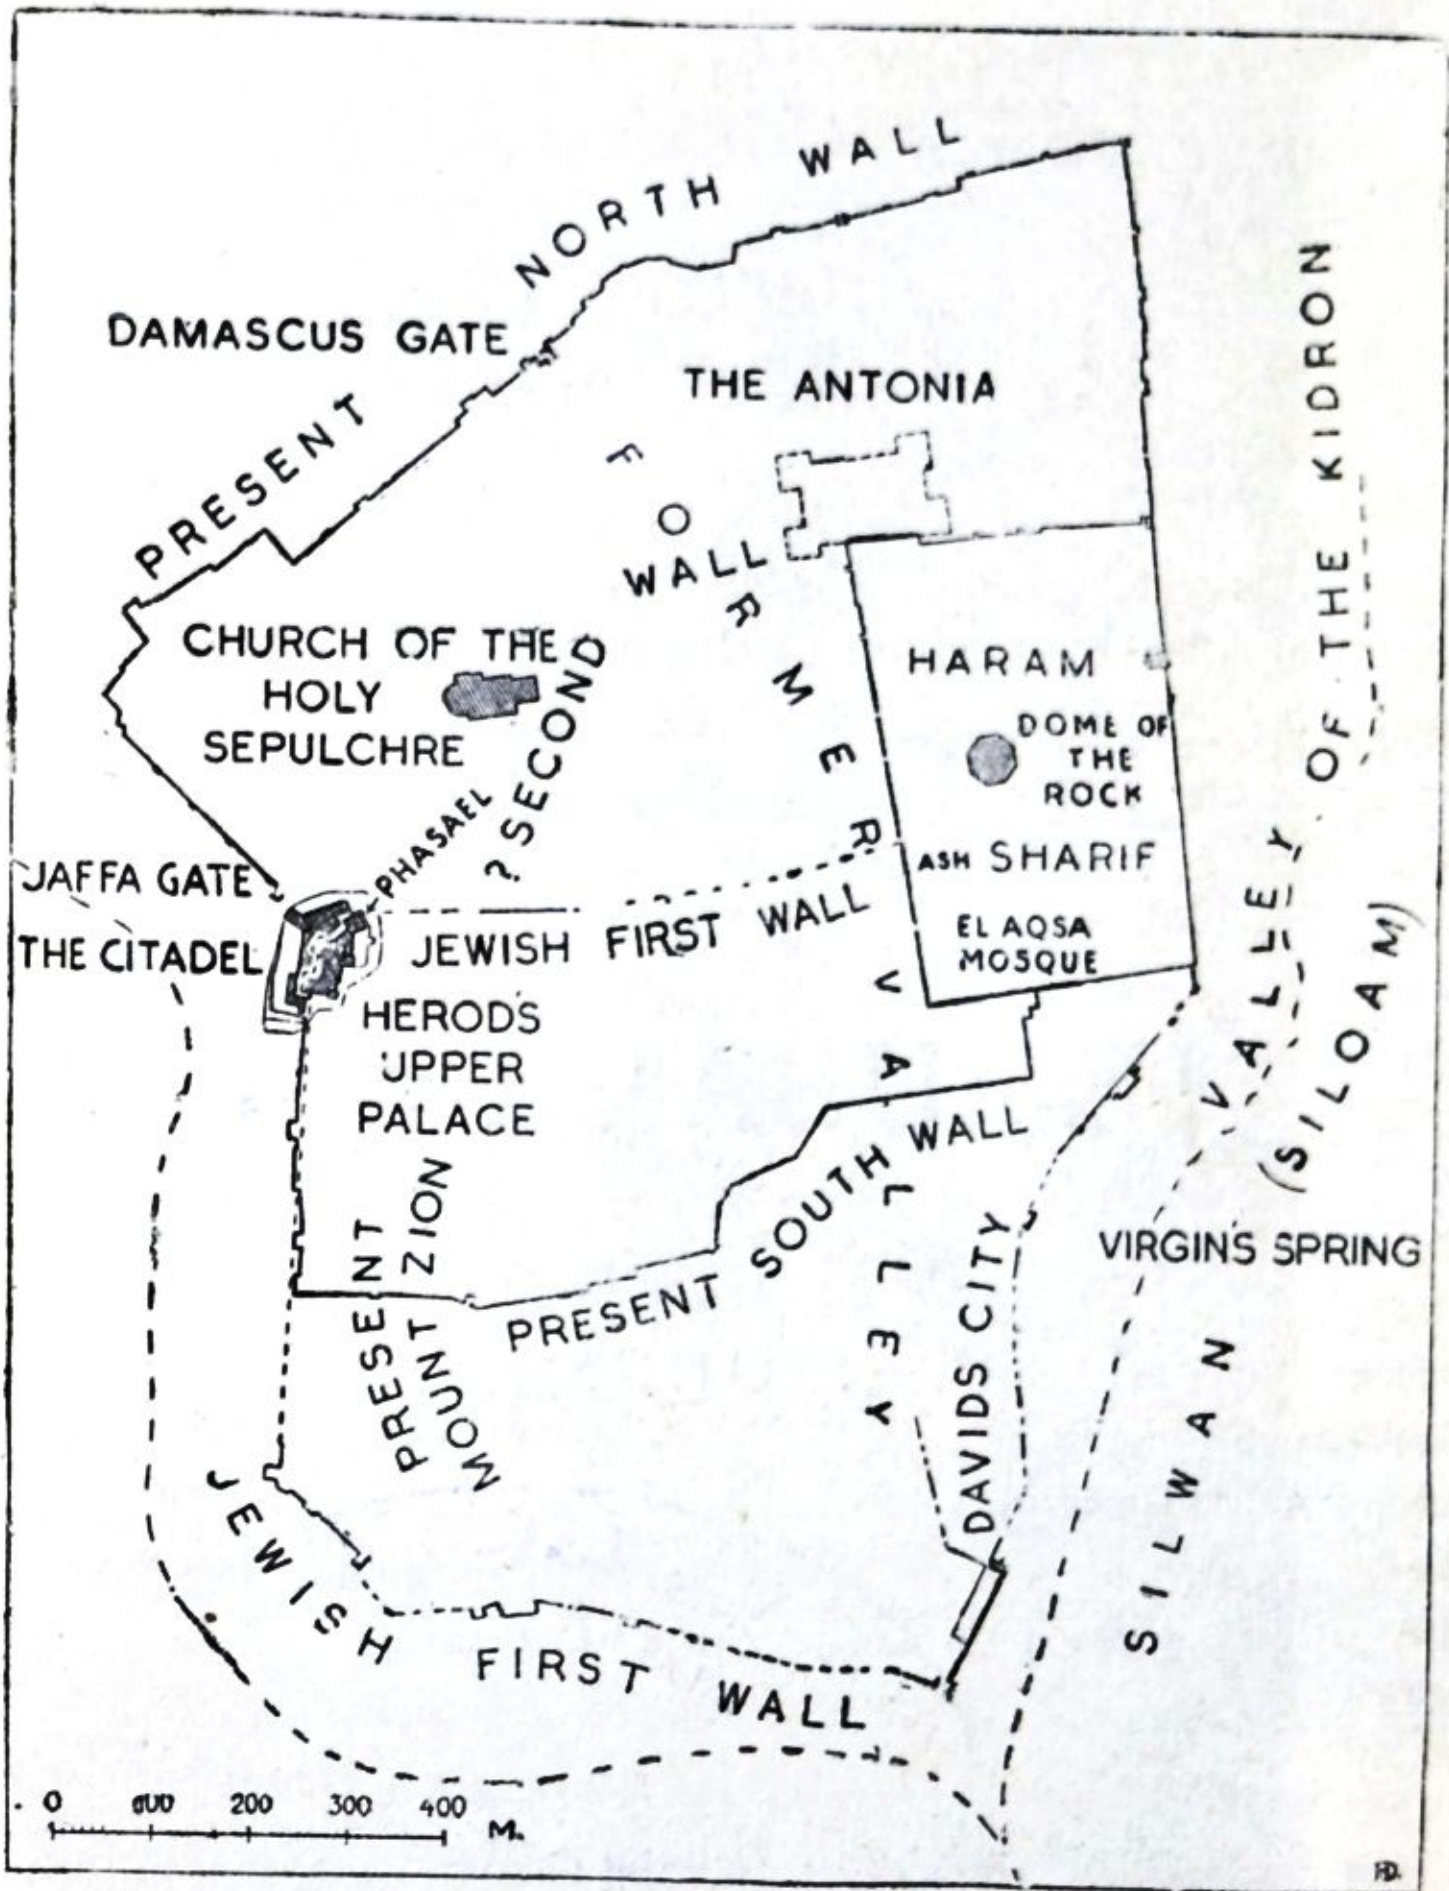 PRESENT NORTH WALL
DAMASCUS GATE
THE ANTONIA
FORMER VALLEY
VALLEY OF THE KIDRON
? SECOND WALL
CHURCH OF THE
HOLY
SEPULCHRE
HARAM
DOME OF
THE
ROCK
ASH SHARIF
EL AQSA
MOSQUE
PHASAEL
JAFFA GATE
THE CITADEL
JEWISH FIRST WALL
HERODS
UPPER
PALACE
PRESENT
MOUNT ZION
PRESENT SOUTH WALL
DAVIDS CITY
VIRGINS SPRING
SILWAN
(SILOAM)
JEWISH FIRST WALL
0 200 300 400 M.